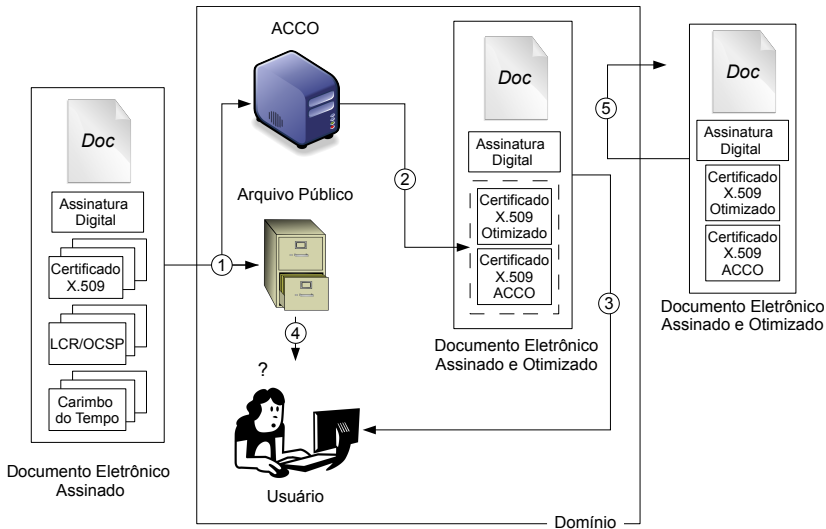 Doc
Assinatura
Digital
Certificado
X.509
LCR/OCSP
Carimbo
do Tempo
Documento Eletrônico
Assinado
ACCO
1
Arquivo Público
4
?
Usuário
2
Doc
Assinatura
Digital
Certificado
X.509
Otimizado
Certificado
X.509
ACCO
Documento Eletrônico
Assinado e Otimizado
3
Domínio
5
Doc
Assinatura
Digital
Certificado
X.509
Otimizado
Certificado
X.509
ACCO
Documento Eletrônico
Assinado e Otimizado